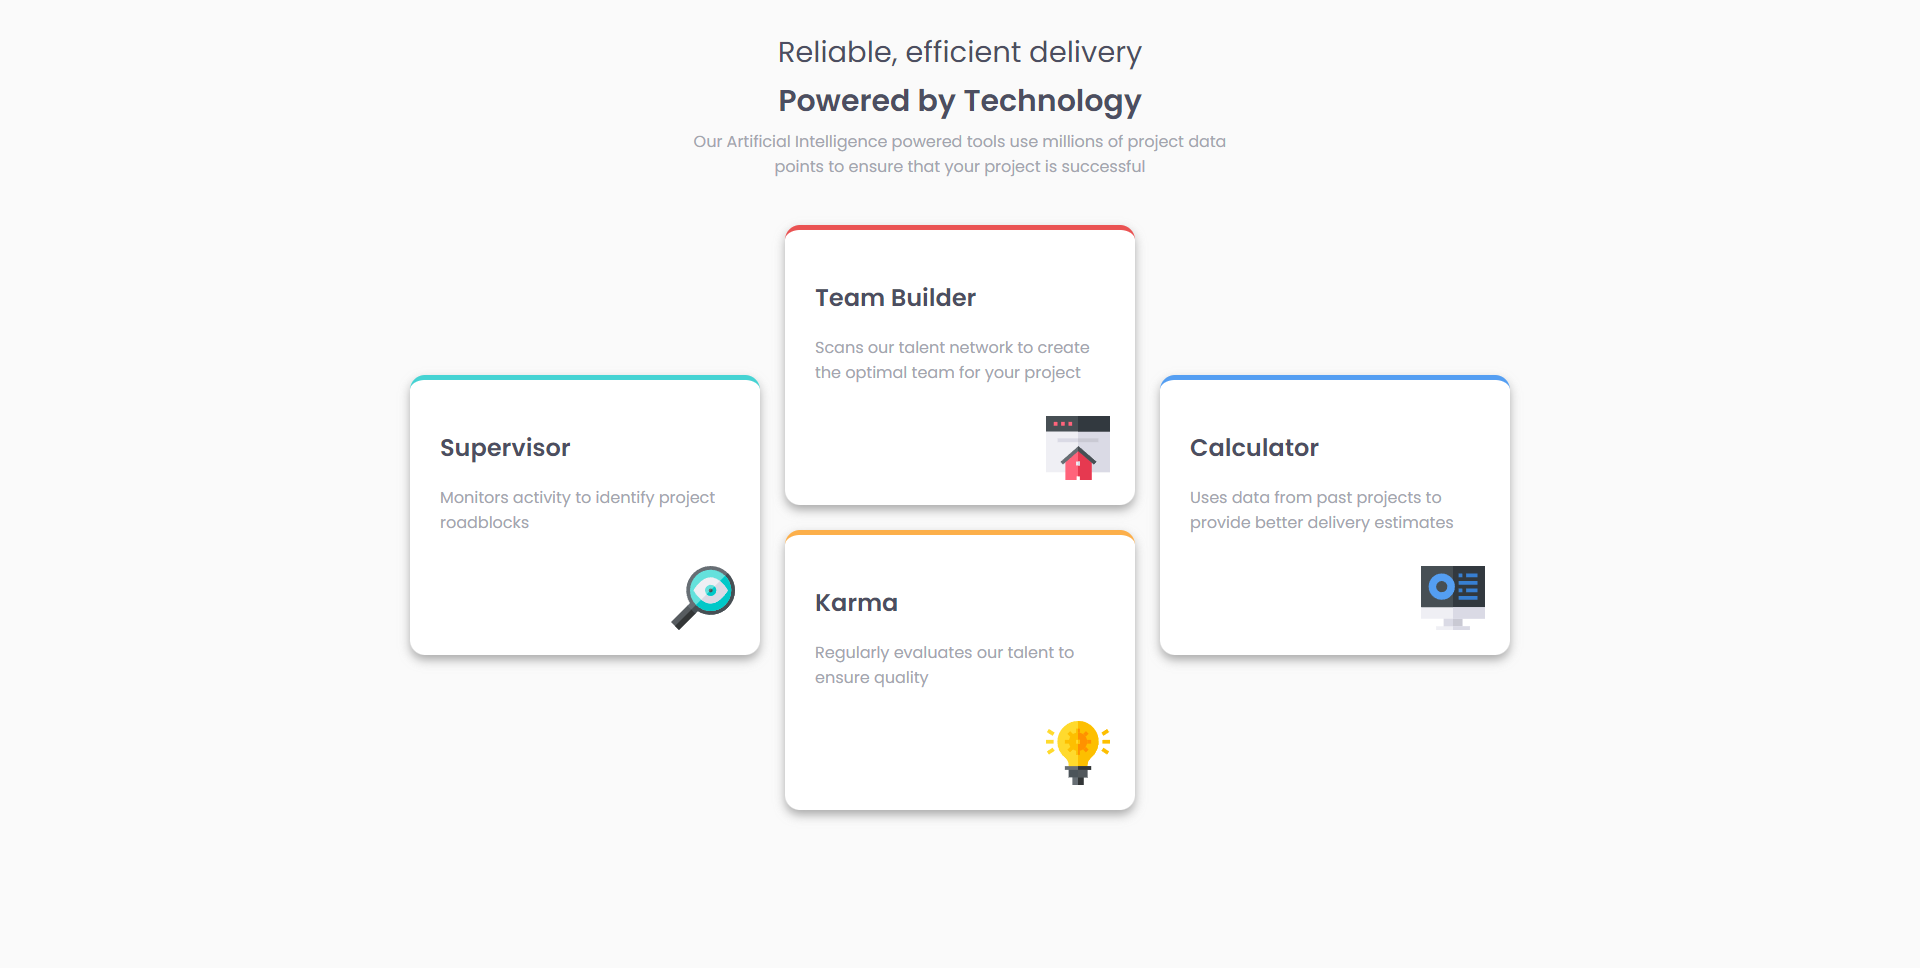 Reliable, efficient delivery
Powered by Technology
Our Artificial Intelligence powered tools use millions of project data
points to ensure that your project is successful
Supervisor
Monitors activity to identify project
roadblocks
Team Builder
Scans our talent network to create
the optimal team for your project
Karma
Regularly evaluates our talent to
ensure quality
Calculator
Uses data from past projects to
provide better delivery estimates